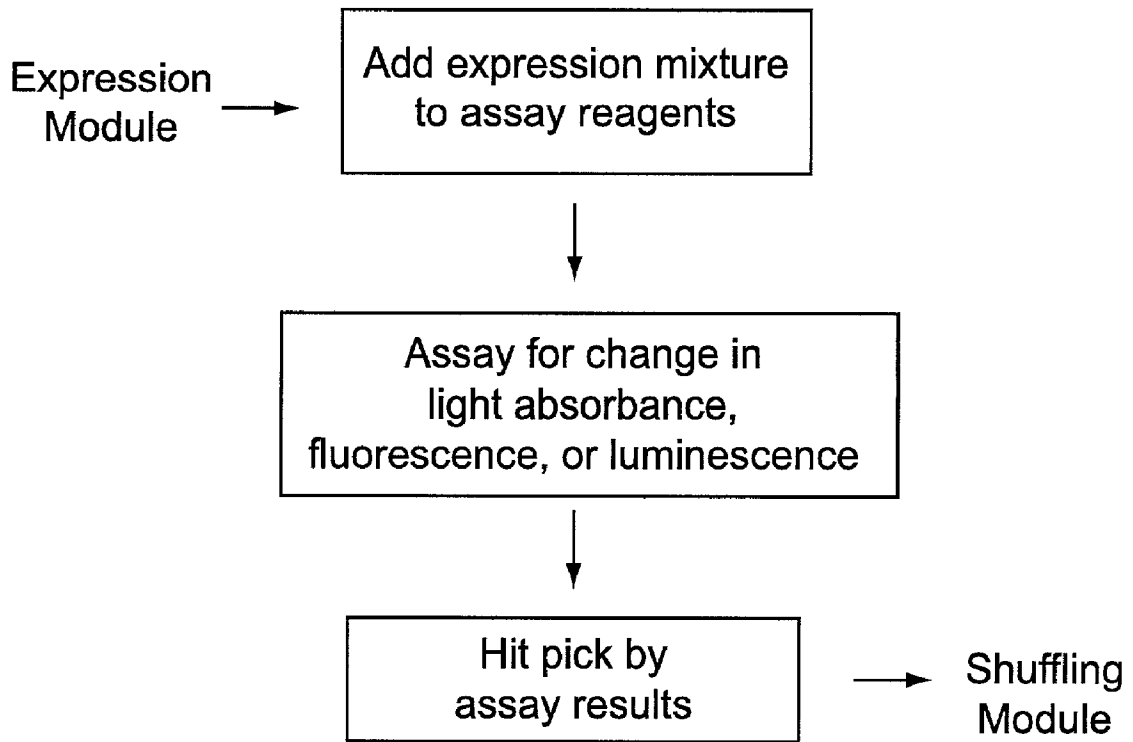 Expression
Module
Add expression mixture
to assay reagents
Assay for change in
light absorbance,
fluorescence, or luminescence
Hit pick by
assay results
Shuffling
Module